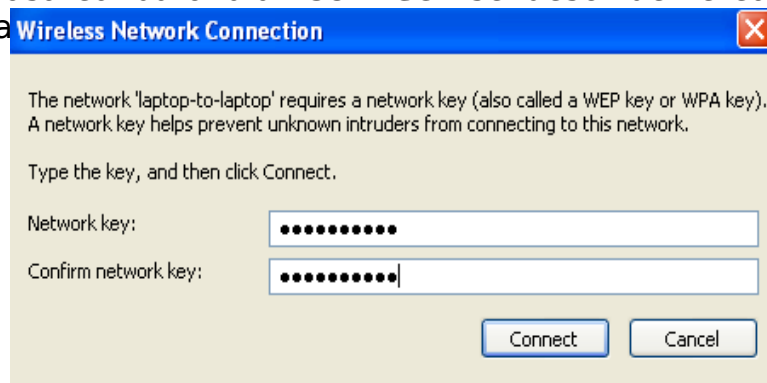 Wireless Network Connection
The network 'laptop-to-laptop' requires a network key (also called a WEP key or WPA key).
A network key helps prevent unknown intruders from connecting to this network.
Type the key, and then click Connect.
Network key: ••••••••••
Confirm network key: ••••••••••
Connect Cancel